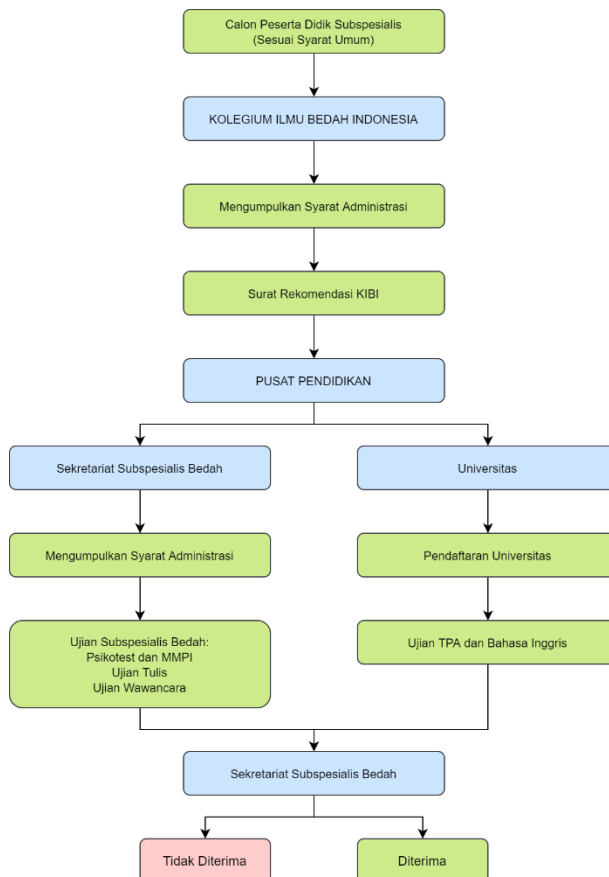 Calon Peserta Didik Subspesialis
(Sesuai Syarat Umum)
KOLEGIUM ILMU BEDAH INDONESIA
Mengumpulkan Syarat Administrasi
Surat Rekomendasi KIBI
PUSAT PENDIDIKAN
Sekretariat Subspesialis Bedah
Universitas
Mengumpulkan Syarat Administrasi
Pendaftaran Universitas
Ujian Subspesialis Bedah:
Psikotest dan MMPI
Ujian Tulis
Ujian Wawancara
Ujian TPA dan Bahasa Inggris
Sekretariat Subspesialis Bedah
Tidak Diterima
Diterima